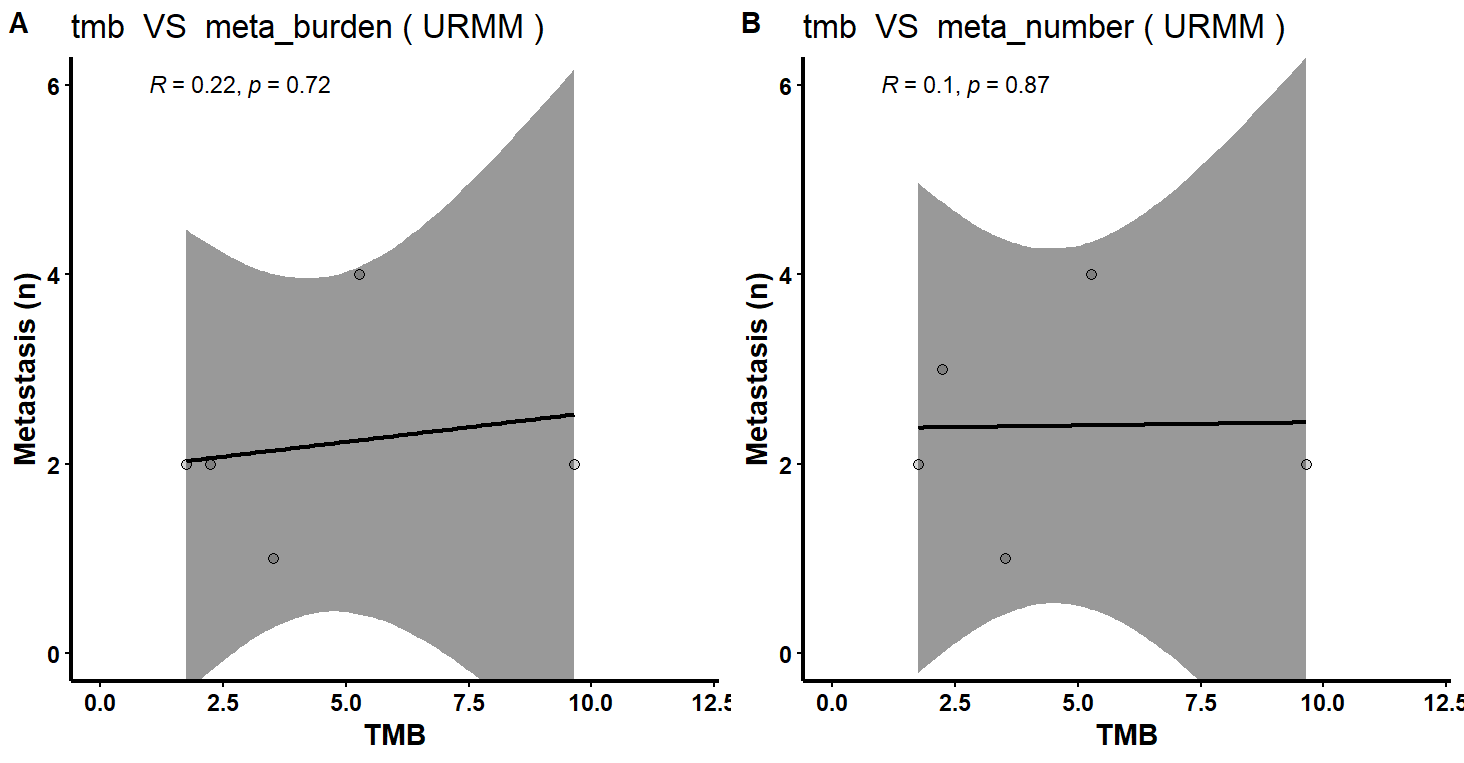 A
tmb VS meta_burden ( URMM )
R = 0.22, p = 0.72
6
4
2
0
Metastasis (n)
0.0 2.5 5.0 7.5 10.0 12.5
TMB
B
tmb VS meta_number ( URMM )
R = 0.1, p = 0.87
6
4
2
0
Metastasis (n)
0.0 2.5 5.0 7.5 10.0 12.5
TMB